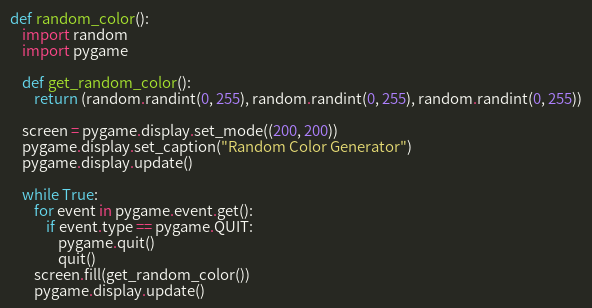 def random_color():
    import random
    import pygame

    def get_random_color():
        return (random.randint(0, 255), random.randint(0, 255), random.randint(0, 255))

    screen = pygame.display.set_mode((200, 200))
    pygame.display.set_caption("Random Color Generator")
    pygame.display.update()

    while True:
        for event in pygame.event.get():
            if event.type == pygame.QUIT:
                pygame.quit()
                quit()
        screen.fill(get_random_color())
        pygame.display.update()